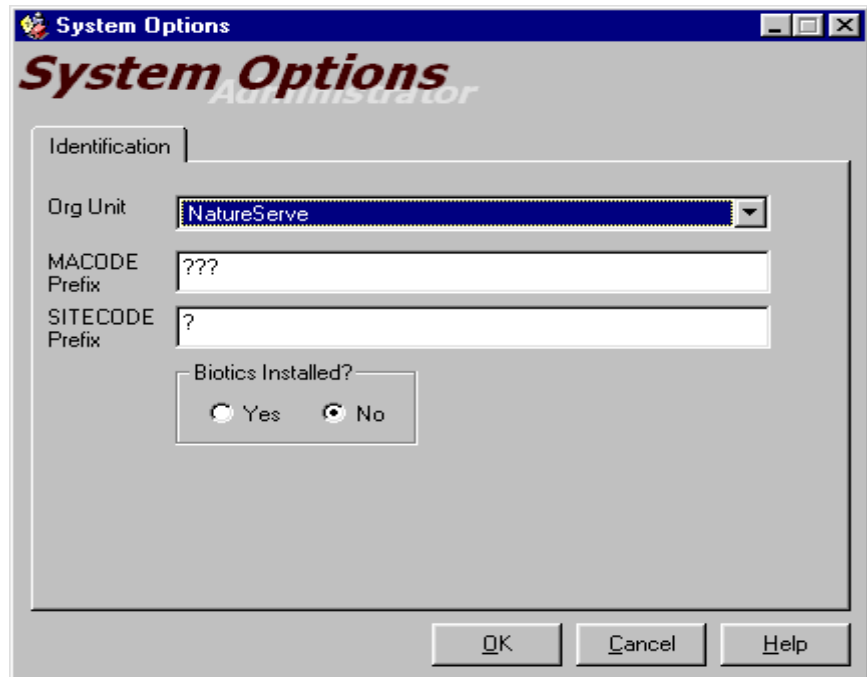 System Options
System Options
Administrator
Identification
Org Unit
NatureServe
MACODE
Prefix
???
SITECODE
Prefix
?
Biotics Installed?
Yes
No
OK
Cancel
Help